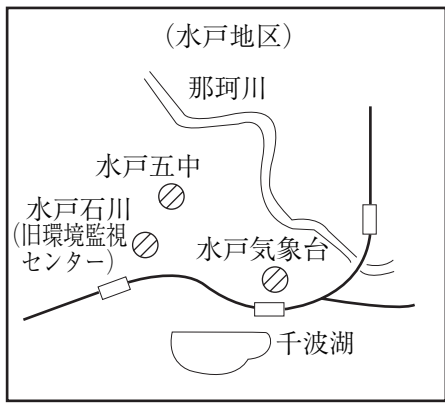 （水戸地区）
那珂川
水戸五中
水戸石川
（旧環境監視
センター）
水戸気象台
千波湖